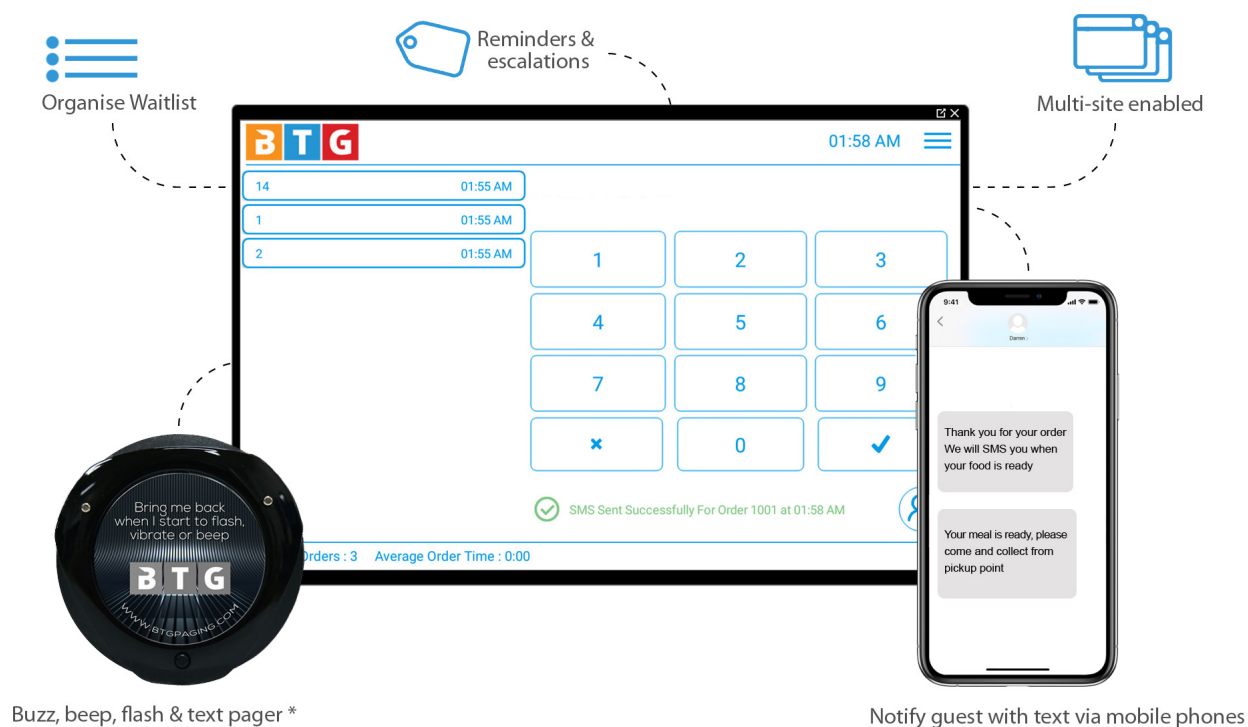 Reminders &
escalations
Organise Waitlist
Multi-site enabled
BTG
01:58 AM
14 01:55 AM
1 01:55 AM
2 01:55 AM
1 2 3
4 5 6
7 8 9
0
SMS Sent Successfully For Order 1001 at 01:58 AM
Orders : 3 Average Order Time : 0:00
9:41
Darren
Thank you for your order
We will SMS you when
your food is ready
Your meal is ready, please
come and collect from
pickup point
Bring me back
when I start to flash,
vibrate or beep
BTG
WWW.BTGPAGING.COM
Buzz, beep, flash & text pager *
Notify guest with text via mobile phones